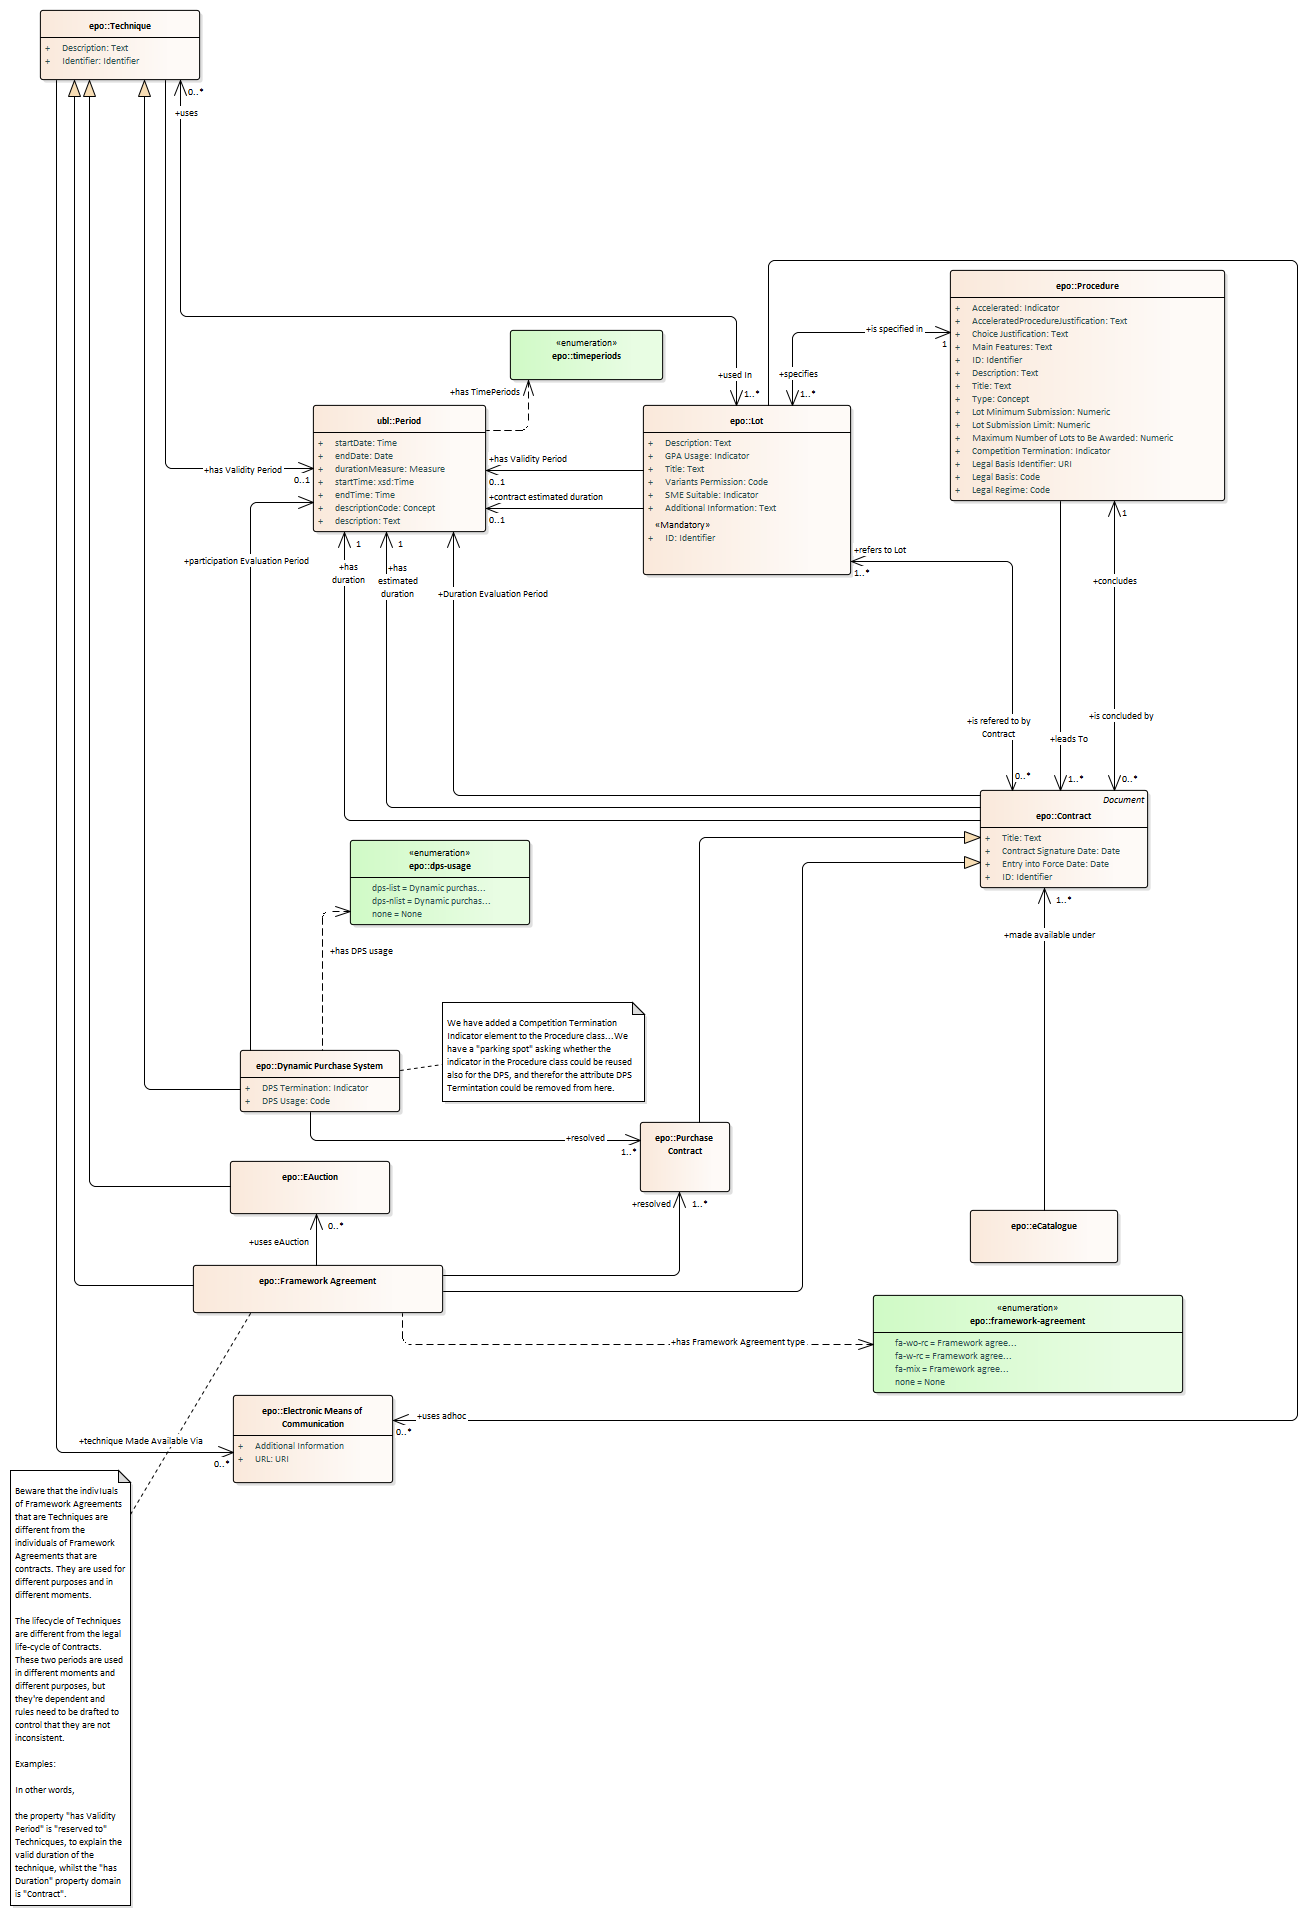 epo::Technique
+ Description: Text
+ Identifier: Identifier
0..*
+uses
epo::Procedure
+ Accelerated: Indicator
+ AcceleratedProcedureJustification: Text
+ Choice Justification: Text
+ Main Features: Text
+ ID: Identifier
+ Description: Text
+ Title: Text
+ Type: Concept
+ Lot Minimum Submission: Numeric
+ Lot Submission Limit: Numeric
+ Maximum Number of Lots to Be Awarded: Numeric
+ Competition Termination: Indicator
+ Legal Basis Identifier: URI
+ Legal Basis: Code
+ Legal Regime: Code
+is specified in
1
+specifies
1..*
+used In
1..*
«enumeration»
epo::timeperiods
+has TimePeriods
ubl::Period
+ startDate: Time
+ endDate: Date
+ durationMeasure: Measure
+ startTime: xsd:Time
+ endTime: Time
+ descriptionCode: Concept
+ description: Text
epo::Lot
+ Description: Text
+ GPA Usage: Indicator
+ Title: Text
+ Variants Permission: Code
+ SME Suitable: Indicator
+ Additional Information: Text
«Mandatory»
+ ID: Identifier
+has Validity Period
0..1
+has Validity Period
0..1
+contract estimated duration
0..1
+participation Evaluation Period
1
+has
duration
1
+has
estimated
duration
+Duration Evaluation Period
+refers to Lot
1..*
1
+concludes
+is refered to by
Contract
0..*
+leads To
1..*
+is concluded by
0..*
Document
epo::Contract
+ Title: Text
+ Contract Signature Date: Date
+ Entry into Force Date: Date
+ ID: Identifier
1..*
+made available under
«enumeration»
epo::dps-usage
dps-list = Dynamic purchas...
dps-nlist = Dynamic purchas...
none = None
+has DPS usage
We have added a Competition Termination
Indicator element to the Procedure class...We
have a "parking spot" asking whether the
indicator in the Procedure class could be reused
also for the DPS, and therefor the attribute DPS
Termintation could be removed from here.
epo::Dynamic Purchase System
+ DPS Termination: Indicator
+ DPS Usage: Code
+resolved
1..*
epo::Purchase
Contract
+resolved
1..*
epo::EAuction
0..*
+uses eAuction
epo::eCatalogue
epo::Framework Agreement
«enumeration»
epo::framework-agreement
fa-wo-rc = Framework agree...
fa-w-rc = Framework agree...
fa-mix = Framework agree...
none = None
+has Framework Agreement type
epo::Electronic Means of
Communication
+ Additional Information
+ URL: URI
+uses adhoc
0..*
+technique Made Available Via
0..*
Beware that the indivIuals
of Framework Agreements
that are Techniques are
different from the
individuals of Framework
Agreements that are
contracts. They are used for
different purposes and in
different moments.
The lifecycle of Techniques
are different from the legal
life-cycle of Contracts.
These two periods are used
in different moments and
different purposes, but
they're dependent and
rules need to be drafted to
control that they are not
inconsistent.
Examples:
In other words,
the property "has Validity
Period" is "reserved to"
Technicques, to explain the
valid duration of the
technique, whilst the "has
Duration" property domain
is "Contract".